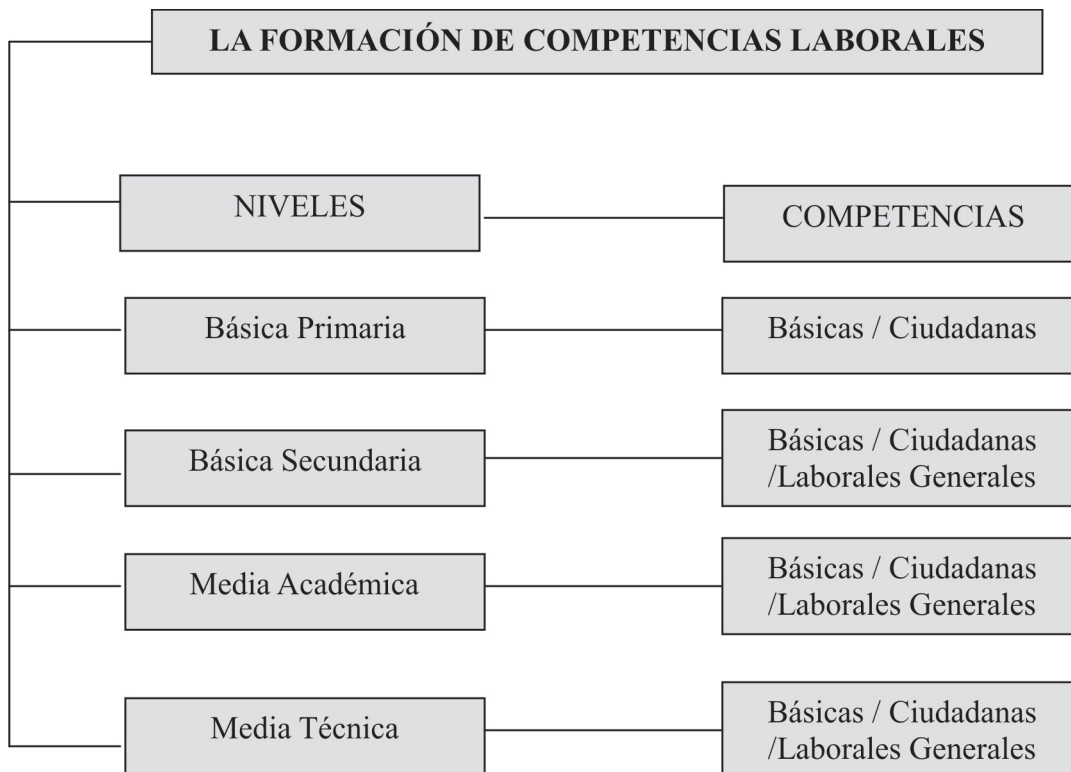 LA FORMACIÓN DE COMPETENCIAS LABORALES
NIVELES
COMPETENCIAS
Básica Primaria
Básicas / Ciudadanas
Básica Secundaria
Básicas / Ciudadanas
/Laborales Generales
Media Académica
Básicas / Ciudadanas
/Laborales Generales
Media Técnica
Básicas / Ciudadanas
/Laborales Generales